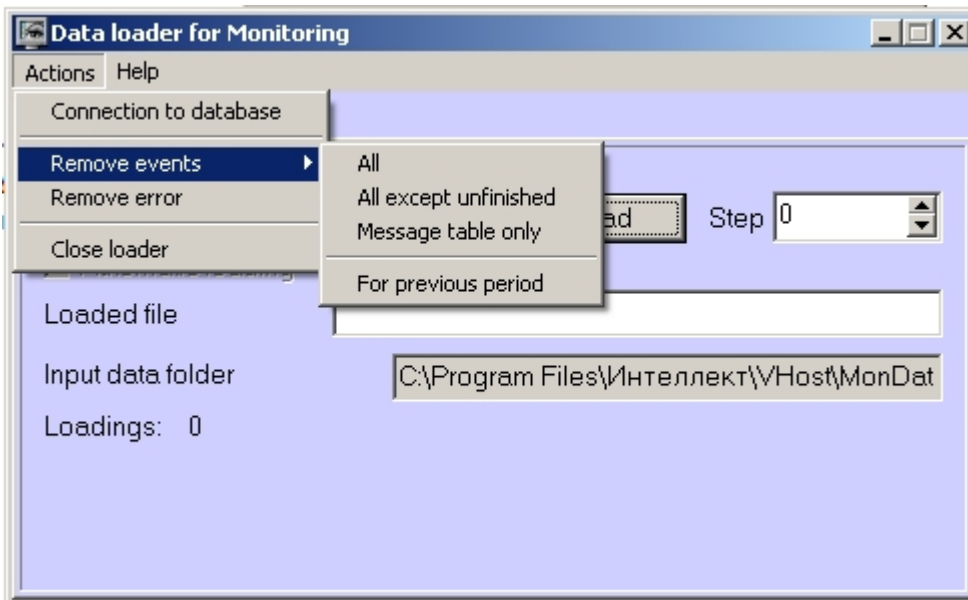 Data loader for Monitoring
Actions Help
Connection to database
Remove events
Remove error
Close loader
All
All except unfinished
Message table only
For previous period
Step 0
Loaded file
Input data folder C:\Program Files\Интеллект\VHost\MonDat
Loadings: 0